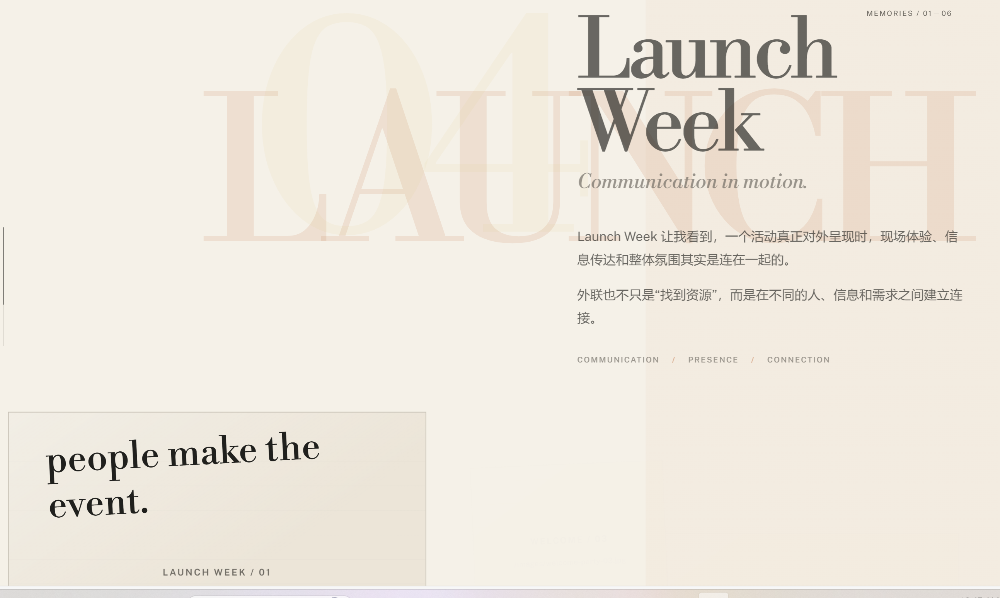 MEMORIES / 01—06
04
LAUNCH
Launch
Week
Communication in motion.
Launch Week 让我看到，一个活动真正对外呈现时，现场体验、信
息传达和整体氛围其实是连在一起的。
外联也不只是“找到资源”，而是在不同的人、信息和需求之间建立连
接。
COMMUNICATION / PRESENCE / CONNECTION
people make the
event.
LAUNCH WEEK / 01